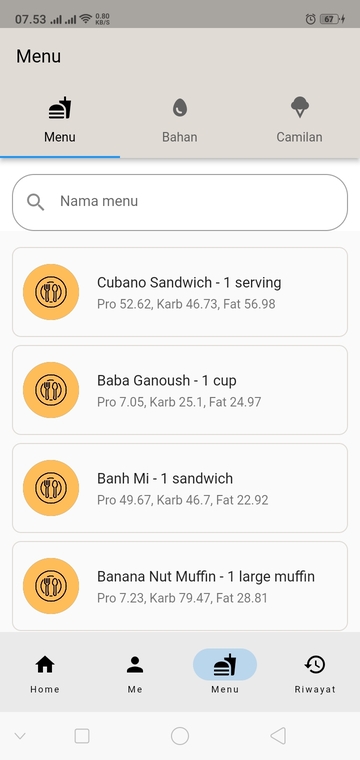 07.53 0.80 KB/S 67
Menu
Menu Bahan Camilan
Nama menu
Cubano Sandwich - 1 serving
Pro 52.62, Karb 46.73, Fat 56.98
Baba Ganoush - 1 cup
Pro 7.05, Karb 25.1, Fat 24.97
Banh Mi - 1 sandwich
Pro 49.67, Karb 46.7, Fat 22.92
Banana Nut Muffin - 1 large muffin
Pro 7.23, Karb 79.47, Fat 28.81
Home Me Menu Riwayat